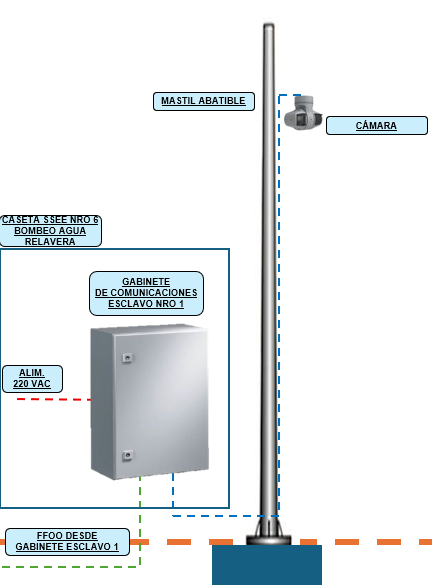 MASTIL ABATIBLE
CÁMARA
CASETA SSEE NRO 6
BOMBEO AGUA
RELAVERA
GABINETE
DE COMUNICACIONES
ESCLAVO NRO 1
ALIM.
220 VAC
FFOO DESDE
GABINETE ESCLAVO 1